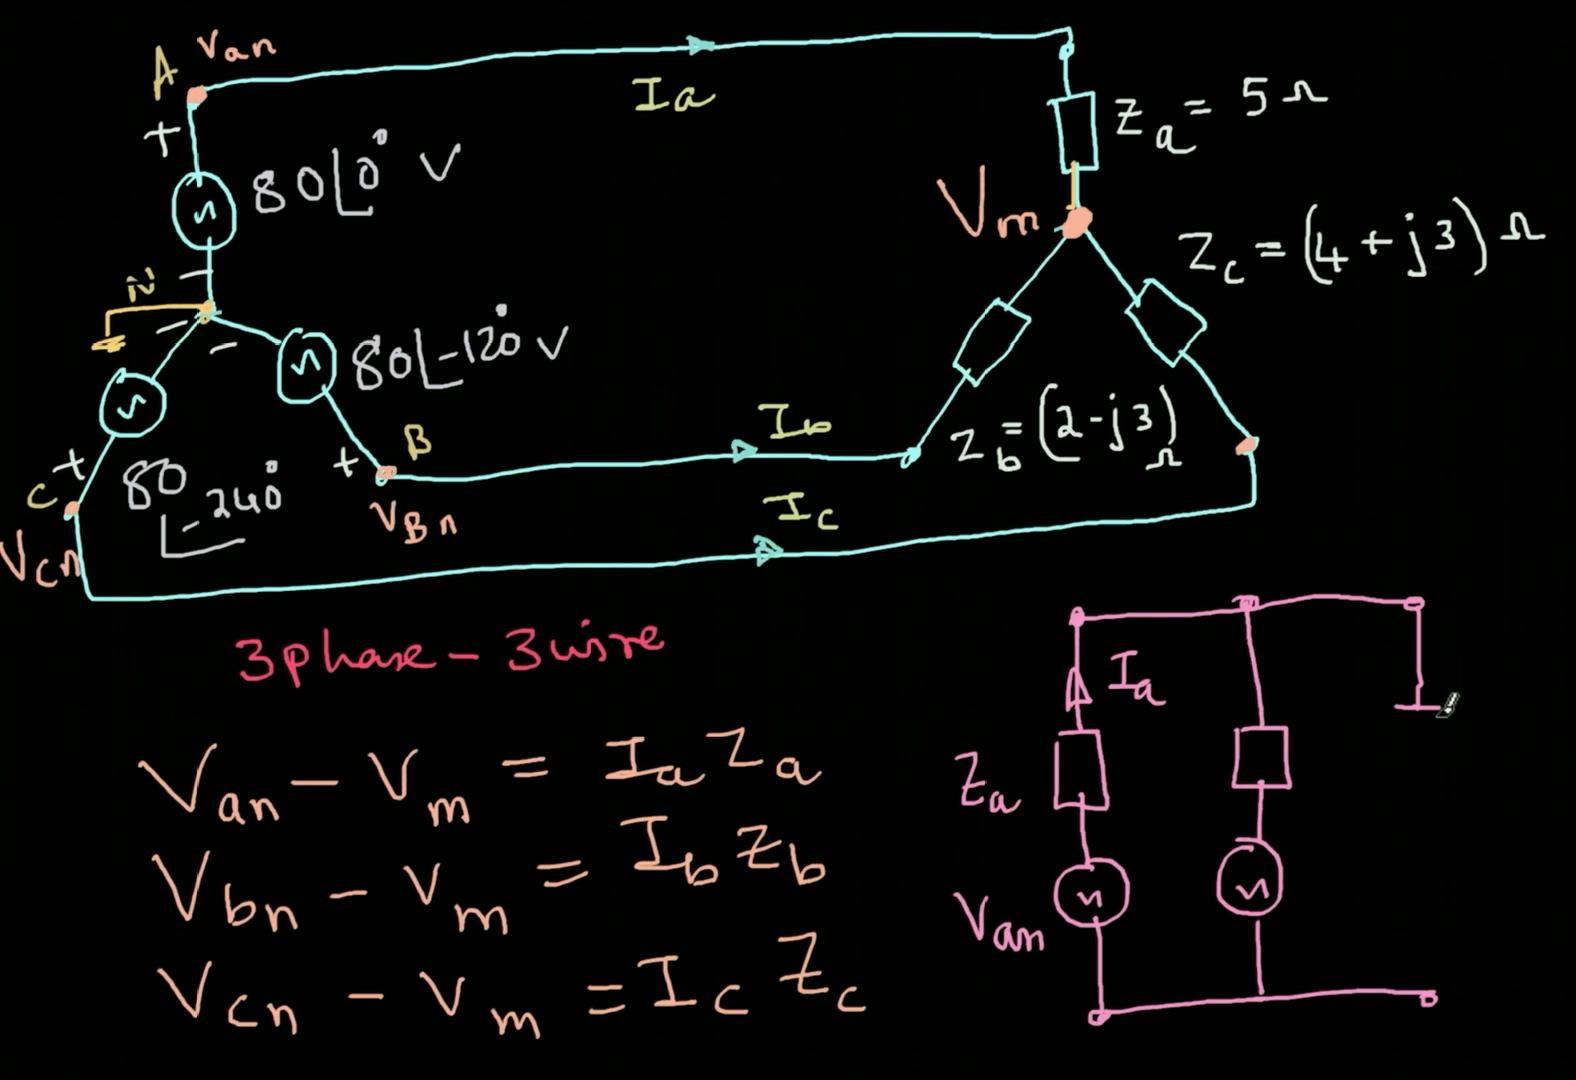 A Van
Ia
Za = 5 Ω
+
80∠0° V
Vm
Zc = (4 + j3) Ω
N
−
− −
80∠-120° V
Ib
B
Zb = (2-j3) Ω
+ +
C
80∠-240°
VBn
Ic
Vcn
3phase - 3wire
Ia
Van - Vm = Ia Za
Za
Vbn - Vm = Ib Zb
Van
Vcn - Vm = Ic Zc